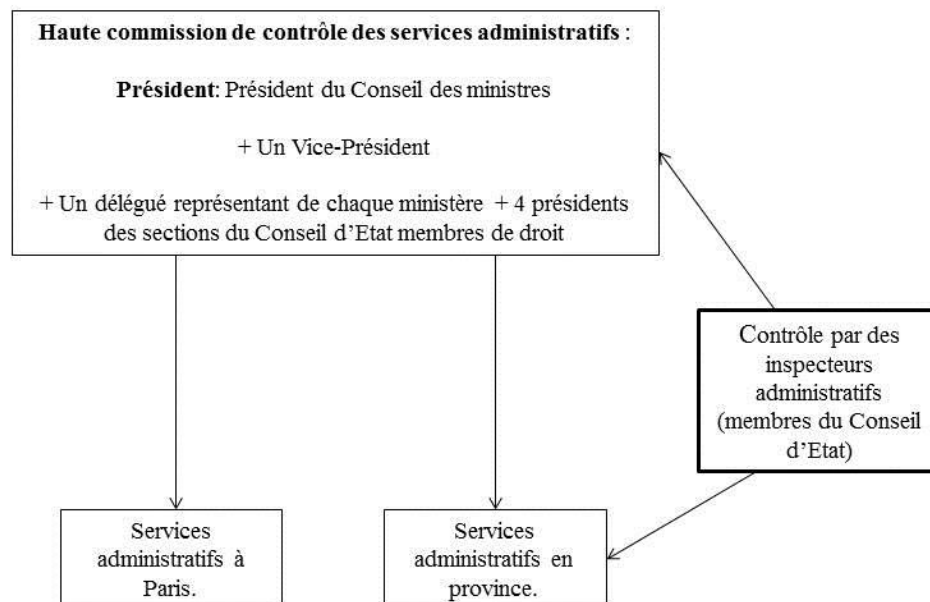 Haute commission de contrôle des services administratifs :
Président: Président du Conseil des ministres
+ Un Vice-Président
+ Un délégué représentant de chaque ministère + 4 présidents
des sections du Conseil d’Etat membres de droit
Contrôle par des
inspecteurs
administratifs
(membres du Conseil
d’Etat)
Services
administratifs à
Paris.
Services
administratifs en
province.